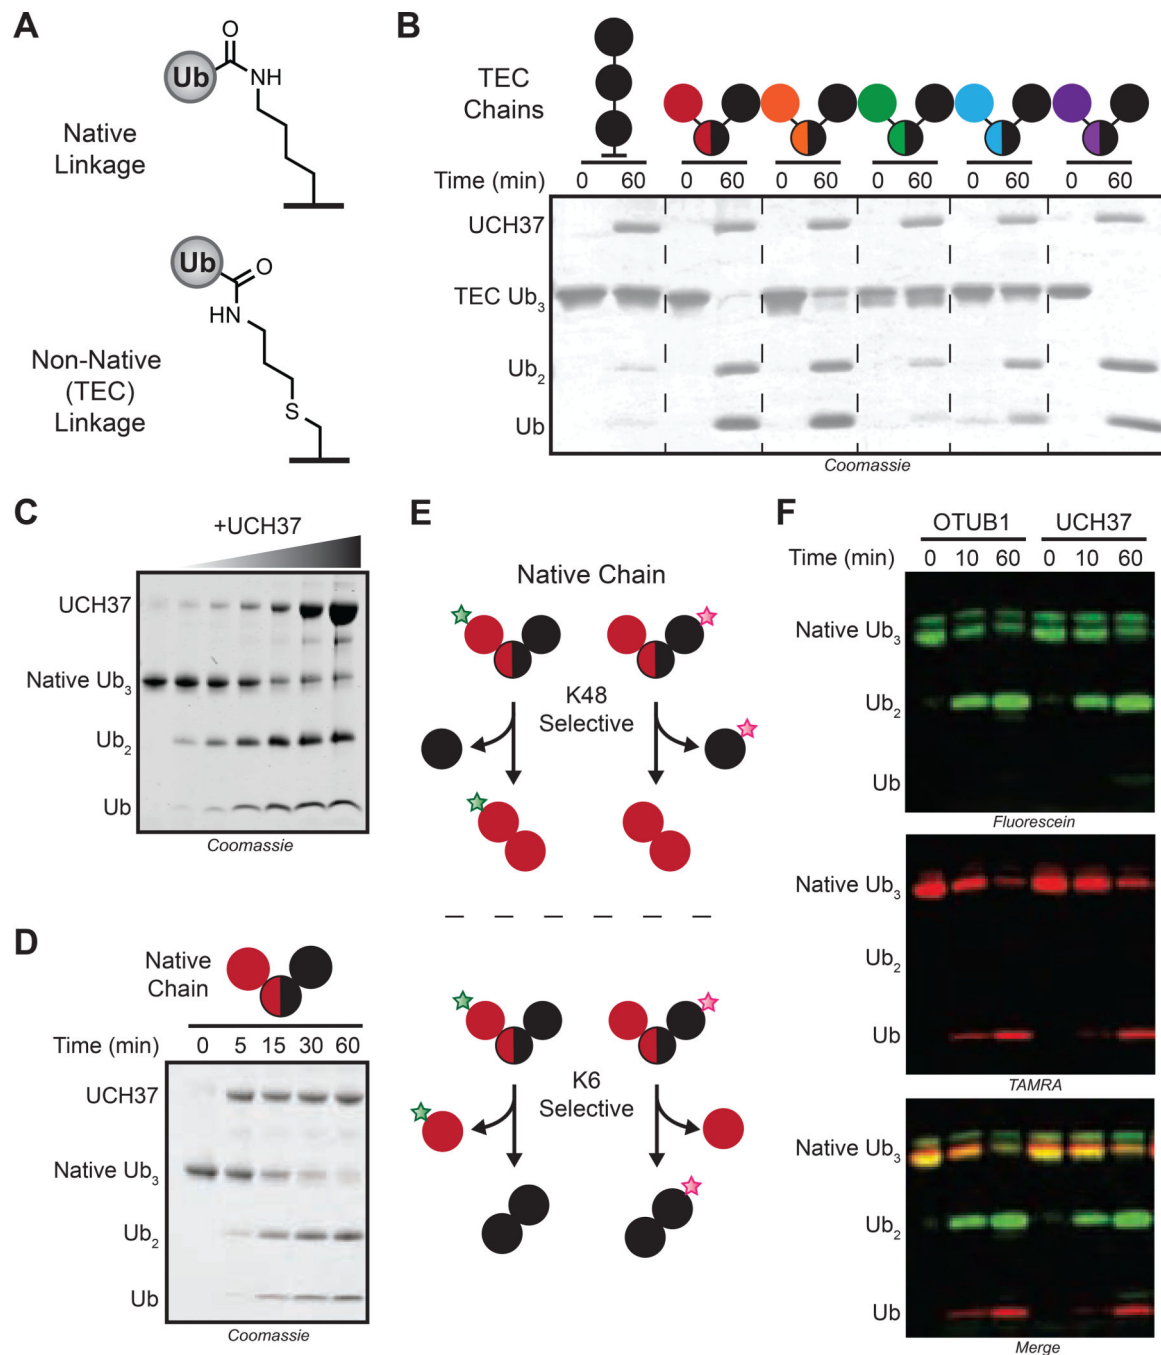 A
Ub
O
NH
Native
Linkage
Ub
O
HN
Non-Native
(TEC)
Linkage
S
B
TEC
Chains
Time (min) 0 60 0 60 0 60 0 60 0 60 0 60
UCH37
TEC Ub3
Ub2
Ub
Coomassie
C
+UCH37
UCH37
Native Ub3
Ub2
Ub
Coomassie
D
Native
Chain
Time (min) 0 5 15 30 60
UCH37
Native Ub3
Ub2
Ub
Coomassie
E
Native Chain
K48
Selective
K6
Selective
F
OTUB1 UCH37
Time (min) 0 10 60 0 10 60
Native Ub3
Ub2
Ub
Fluorescein
Native Ub3
Ub2
Ub
TAMRA
Native Ub3
Ub2
Ub
Merge